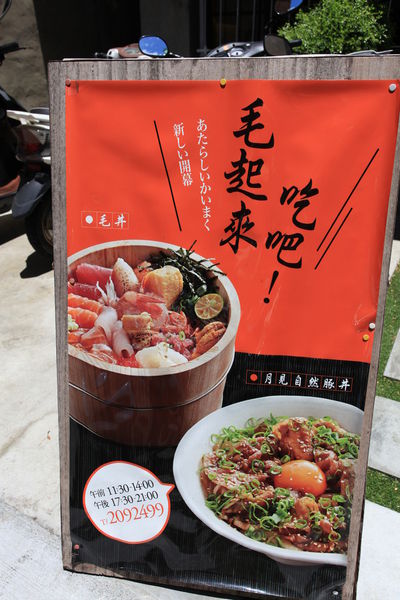 毛起來
吃吧！
あたらしいかいまく
新しい開幕
毛丼
月見自然豚丼
午前 11:30-14:00
午後 17:30-21:00
2092499